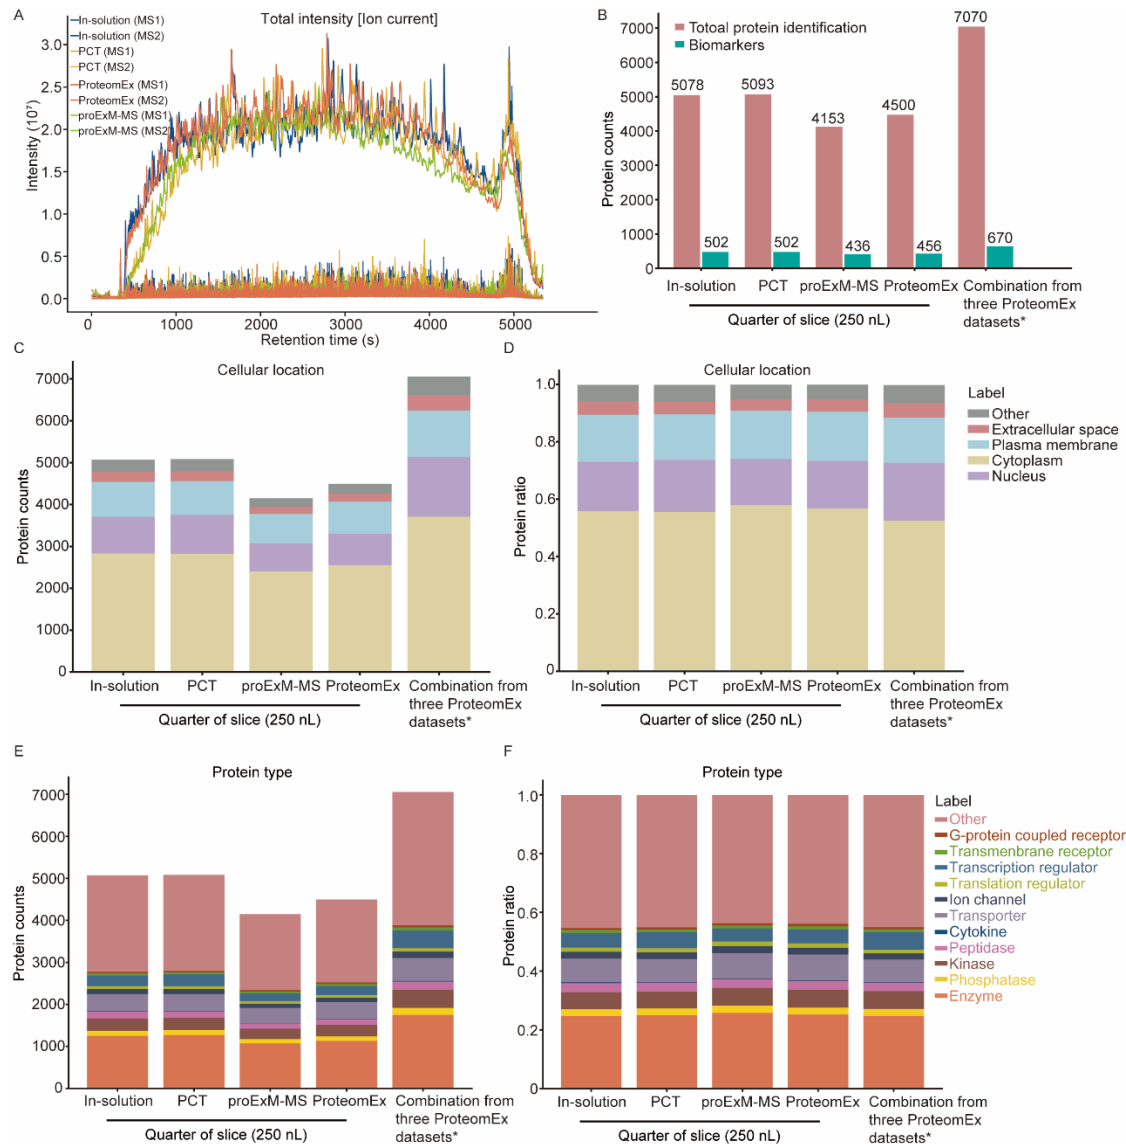 A
Total intensity [Ion current]
In-solution (MS1)
In-solution (MS2)
PCT (MS1)
PCT (MS2)
ProteomEx (MS1)
ProteomEx (MS2)
proExM-MS (MS1)
proExM-MS (MS2)
Intensity (10⁷)
3.0
2.5
2.0
1.5
1.0
0.5
0.0
0 1000 2000 3000 4000 5000
Retention time (s)
B
Totoal protein identification
Biomarkers
Protein counts
7000
6000
5000
4000
3000
2000
1000
0
5078 5093 4153 4500 7070
502 502 436 456 670
In-solution PCT proExM-MS ProteomEx Combination from
three ProteomEx
datasets*
Quarter of slice (250 nL)
C
Cellular location
Protein counts
7000
6000
5000
4000
3000
2000
1000
0
In-solution PCT proExM-MS ProteomEx Combination from
three ProteomEx
datasets*
Quarter of slice (250 nL)
D
Cellular location
Protein ratio
1.0
0.8
0.6
0.4
0.2
0
In-solution PCT proExM-MS ProteomEx Combination from
three ProteomEx
datasets*
Quarter of slice (250 nL)
Label
Other
Extracellular space
Plasma membrane
Cytoplasm
Nucleus
E
Protein type
Protein counts
7000
6000
5000
4000
3000
2000
1000
0
In-solution PCT proExM-MS ProteomEx Combination from
three ProteomEx
datasets*
Quarter of slice (250 nL)
F
Protein type
Protein ratio
1.0
0.8
0.6
0.4
0.2
0
In-solution PCT proExM-MS ProteomEx Combination from
three ProteomEx
datasets*
Quarter of slice (250 nL)
Label
Other
G-protein coupled receptor
Transmenbrane receptor
Transcription regulator
Translation regulator
Ion channel
Transporter
Cytokine
Peptidase
Kinase
Phosphatase
Enzyme